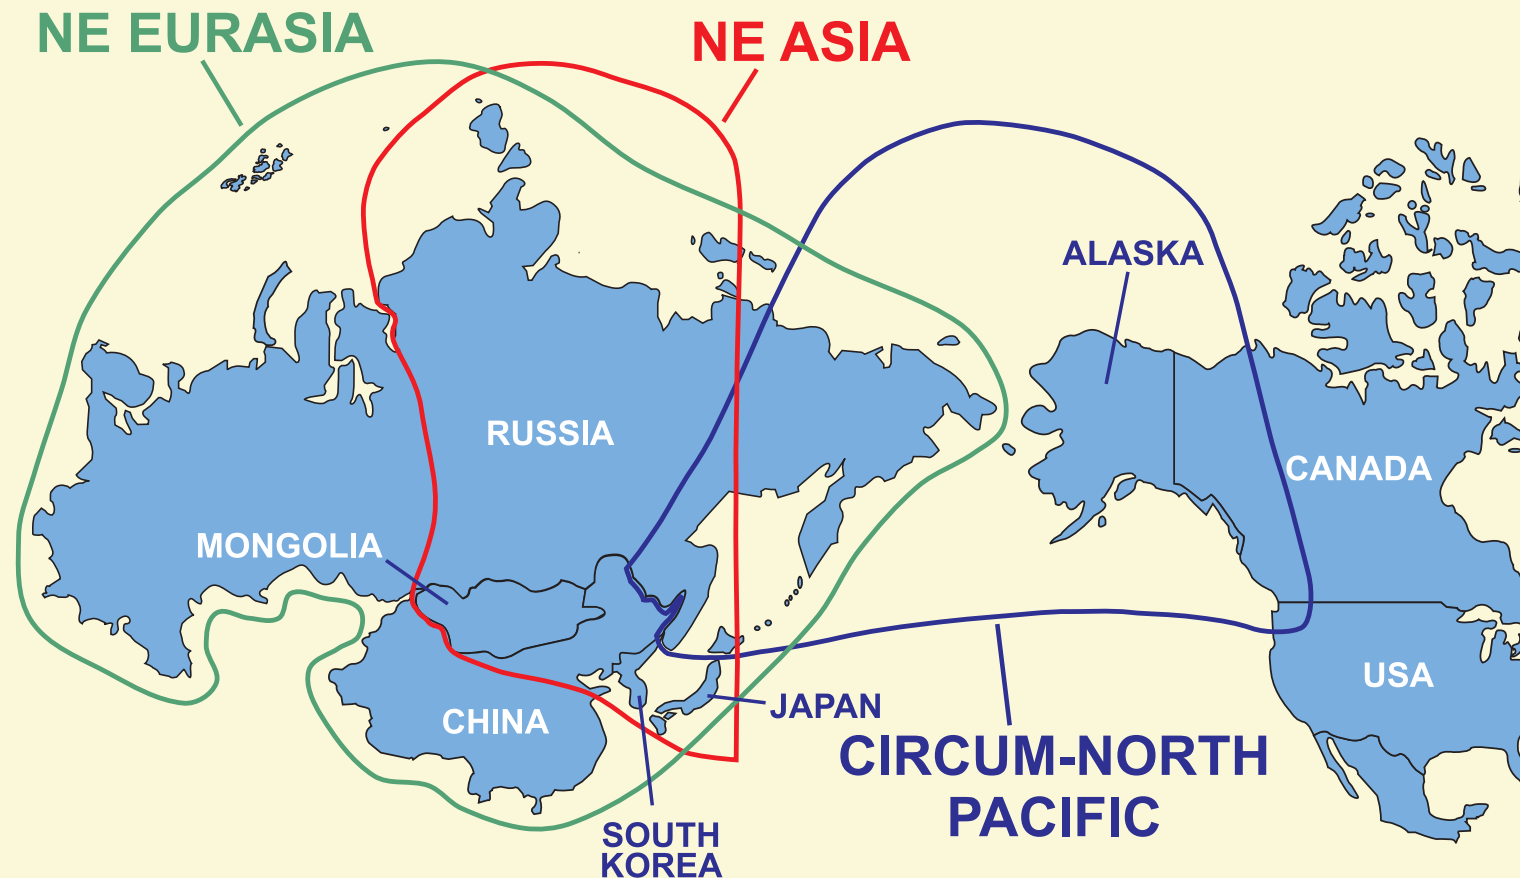 NE EURASIA
NE ASIA
ALASKA
RUSSIA
CANADA
MONGOLIA
USA
CHINA
JAPAN
CIRCUM-NORTH
PACIFIC
SOUTH
KOREA